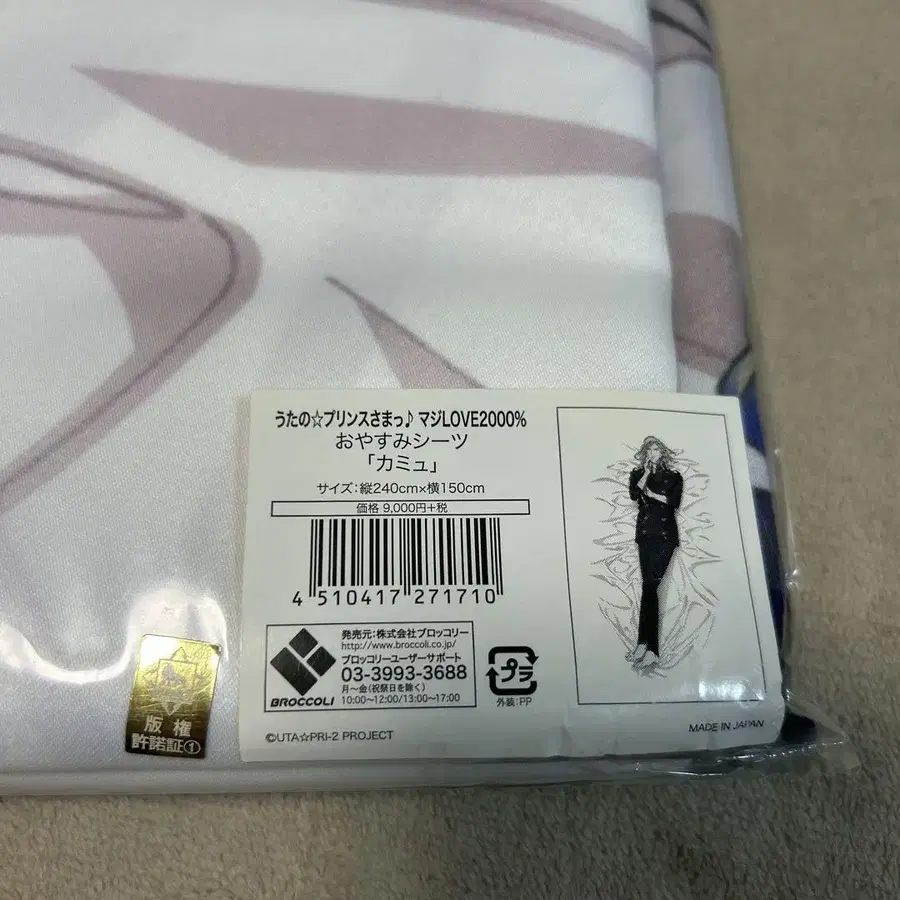 うたの☆プリンスさまっ♪ マジLOVE2000%
おやすみシーツ
「カミュ」
サイズ:縦240cm×横150cm
価格 9,000円+税
4 510417 271710
発売元:株式会社ブロッコリー
http://www.broccoli.co.jp/
ブロッコリーユーザーサポート
03-3993-3688
月〜金(祝祭日を除く)
10:00〜12:00/13:00〜17:00
BROCCOLI
プラ
外装:PP
©UTA☆PRI-2 PROJECT
MADE IN JAPAN
版権
許諾証①